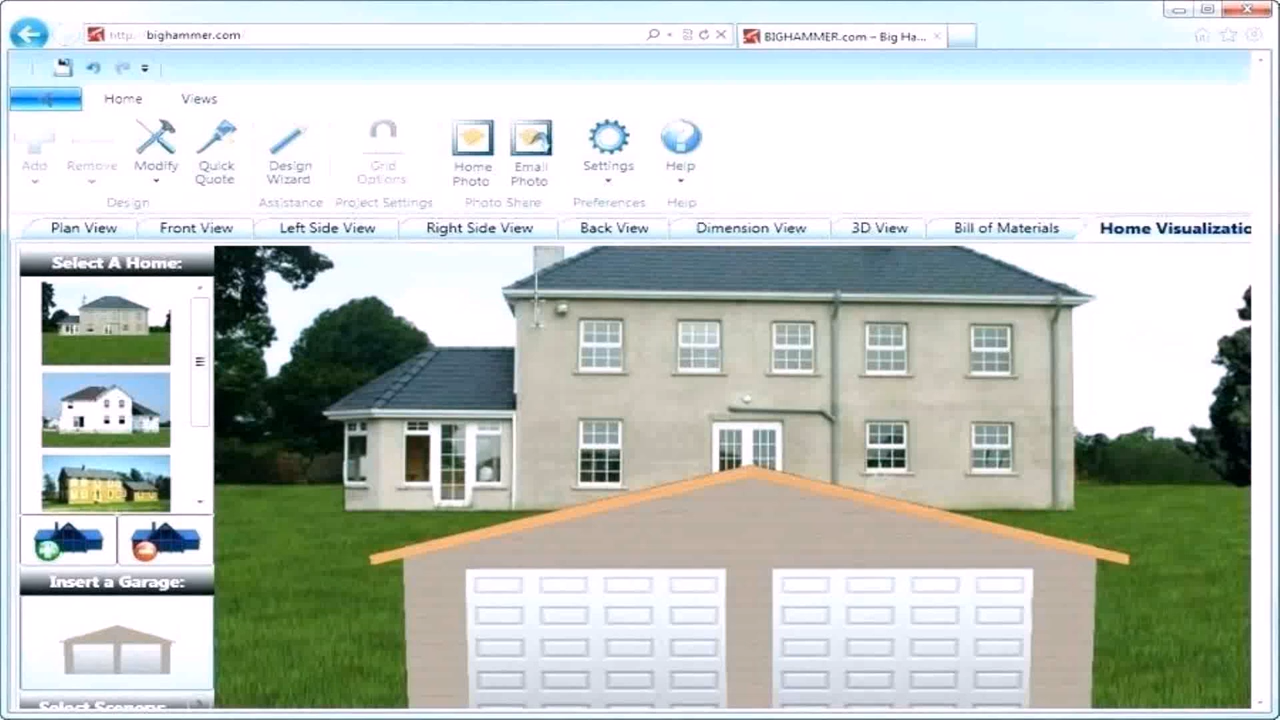 http: bighammer.com
BIGHAMMER.com – Big Ha...
Home Views
Add Remove Modify Quick Quote Design Wizard Grid Options Home Photo Email Photo Settings Help
Design Assistance Project Settings Photo Share Preferences Help
Plan View Front View Left Side View Right Side View Back View Dimension View 3D View Bill of Materials Home Visualizatio
Select A Home:
Insert a Garage:
Select Scenery: